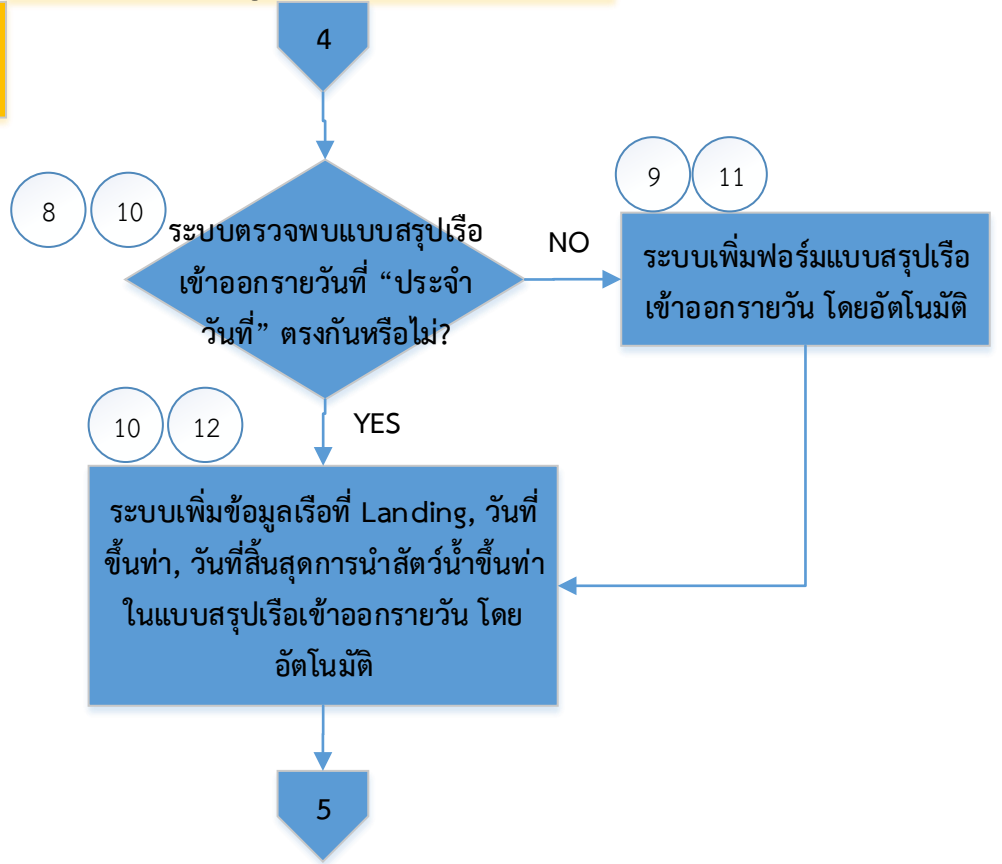 4
8
10
ระบบตรวจพบแบบสรุปเรือ
เข้าออกรายวันที่ “ประจำ
วันที่” ตรงกันหรือไม่?
NO
9
11
ระบบเพิ่มฟอร์มแบบสรุปเรือ
เข้าออกรายวัน โดยอัตโนมัติ
YES
10
12
ระบบเพิ่มข้อมูลเรือที่ Landing, วันที่
ขึ้นท่า, วันที่สิ้นสุดการนำสัตว์น้ำขึ้นท่า
ในแบบสรุปเรือเข้าออกรายวัน โดย
อัตโนมัติ
5